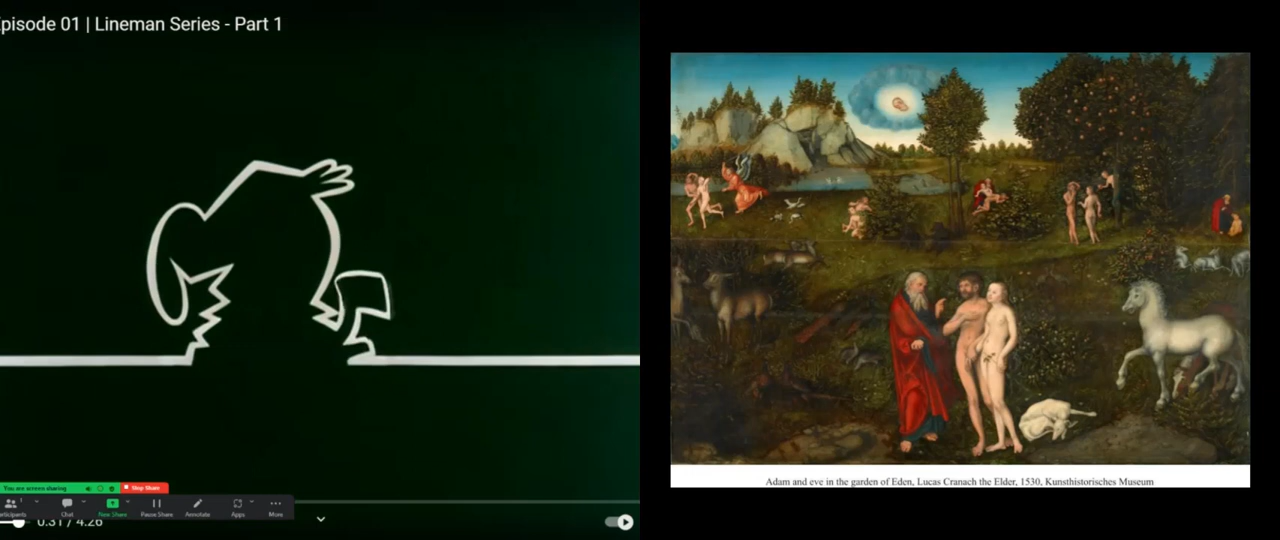 pisode 01 | Lineman Series - Part 1
You are screen sharing
Stop Share
articipants
Chat
New Share
Pause Share
Annotate
Apps
More
0:31 / 4:26
Adam and eve in the garden of Eden, Lucas Cranach the Elder, 1530, Kunsthistorisches Museum